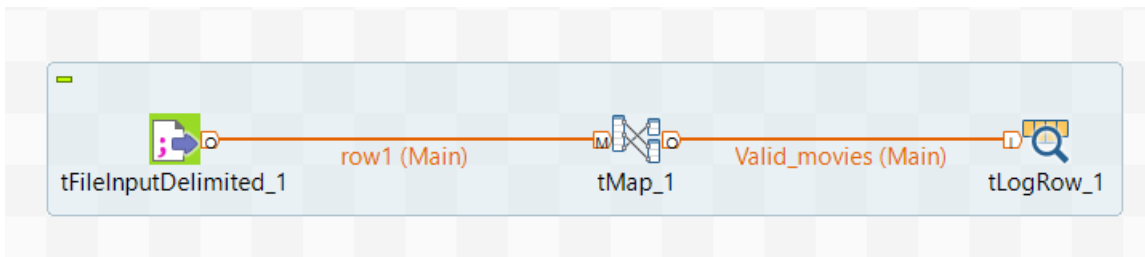 O
M
O
I
row1 (Main)
Valid_movies (Main)
tFileInputDelimited_1
tMap_1
tLogRow_1